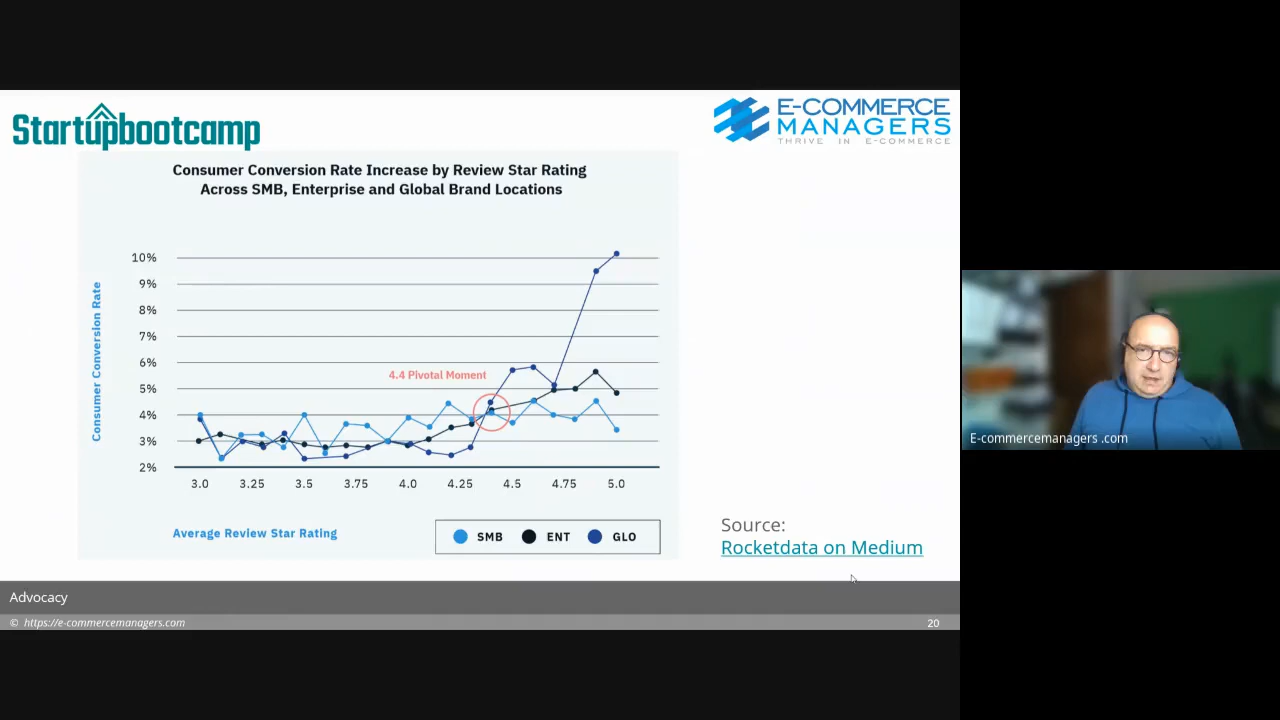 Startupbootcamp
E-COMMERCE
MANAGERS
THRIVE IN E-COMMERCE
Consumer Conversion Rate Increase by Review Star Rating
Across SMB, Enterprise and Global Brand Locations
Consumer Conversion Rate
10%
9%
8%
7%
6%
5%
4%
3%
2%
4.4 Pivotal Moment
3.0 3.25 3.5 3.75 4.0 4.25 4.5 4.75 5.0
Average Review Star Rating
SMB ENT GLO
Source:
Rocketdata on Medium
E-commercemanagers .com
Advocacy
© https://e-commercemanagers.com
20